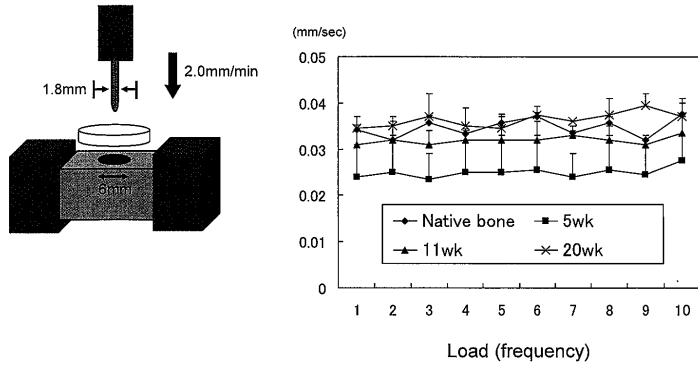 2.0mm/min
1.8mm
6mm
(mm/sec)
0.05
0.04
0.03
0.02
0.01
0
Native bone
5wk
11wk
20wk
1 2 3 4 5 6 7 8 9 10
Load (frequency)